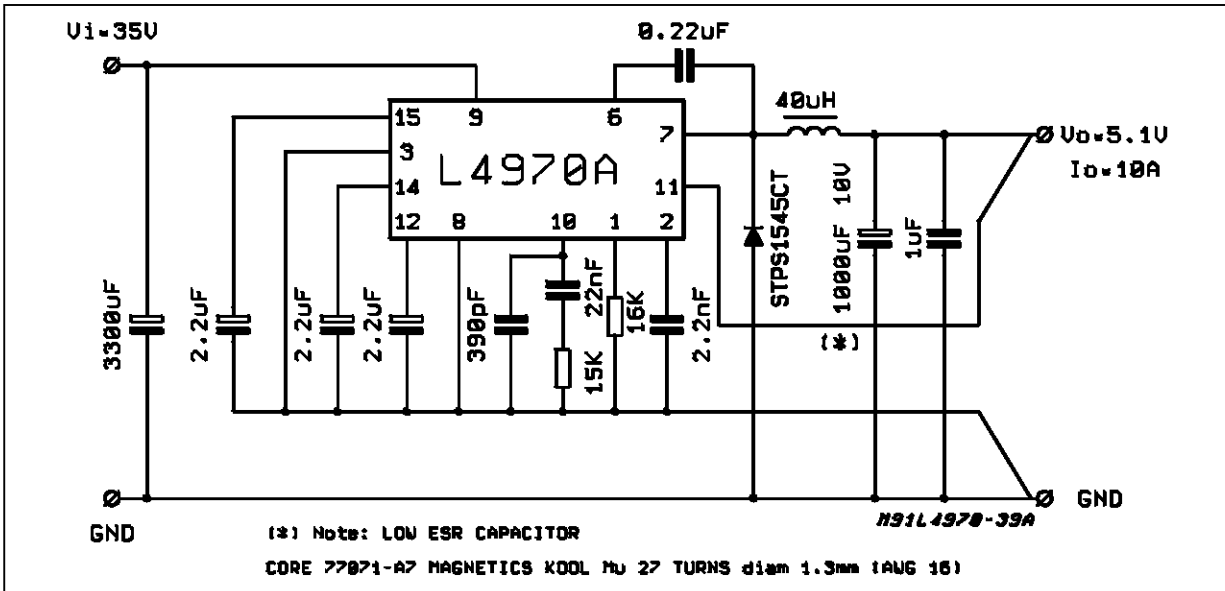 Vi=35V
0.22uF
40uH
15
9
6
7
Vo=5.1V
3
L4970A
Io=10A
14
11
12
8
10
1
2
3300uF
2.2uF
2.2uF
2.2uF
390pF
22nF
15K
16K
2.2nF
STPS1545CT
1000uF 10V
1uF
(*)
GND
GND
M91L4970-39A
(*) Note: LOW ESR CAPACITOR
CORE 77071-A7 MAGNETICS KOOL Mu 27 TURNS diam 1.3mm (AWG 16)